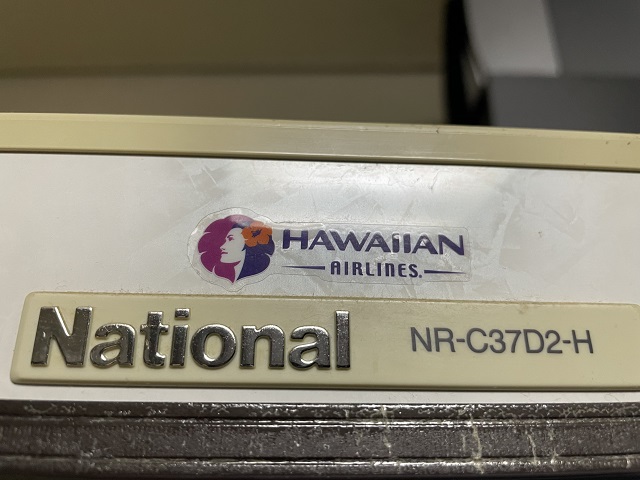 HAWAIIAN
AIRLINES.
National NR-C37D2-H